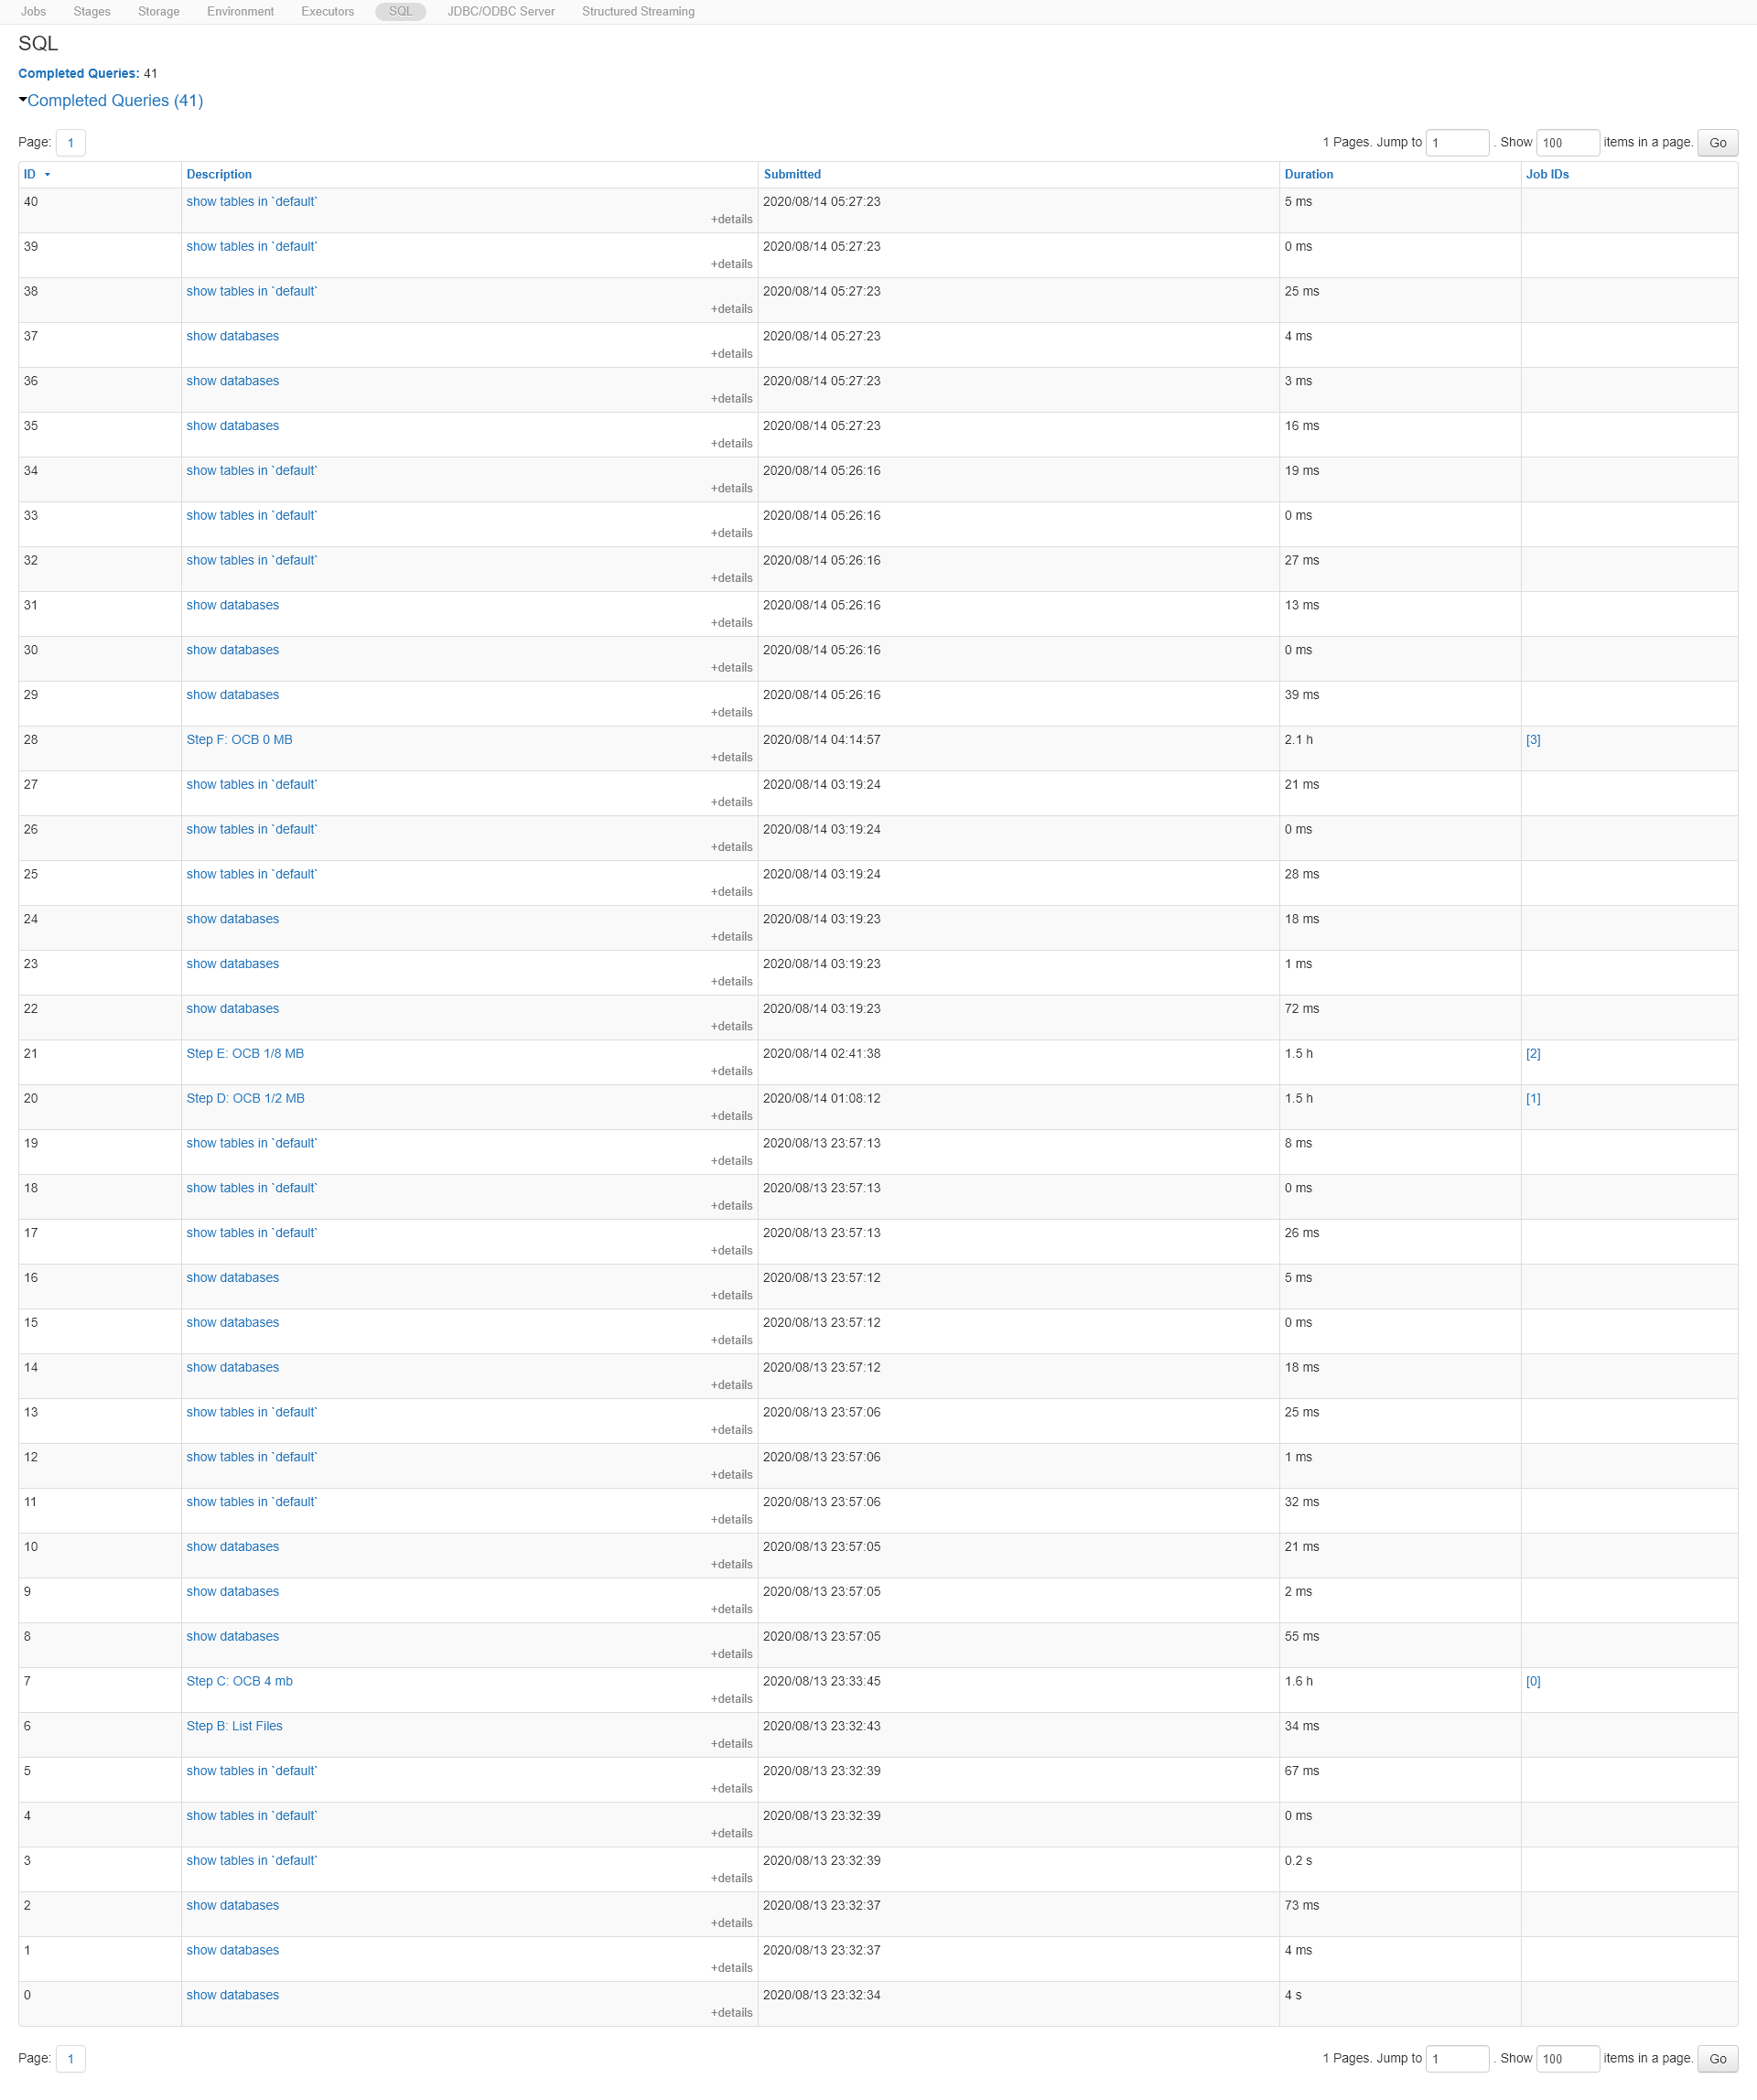 Jobs Stages Storage Environment Executors SQL JDBC/ODBC Server Structured Streaming
SQL
Completed Queries: 41
Completed Queries (41)
Page: 1 1 Pages. Jump to 1 . Show 100 items in a page. Go
ID Description Submitted Duration Job IDs
40 show tables in `default` 2020/08/14 05:27:23 5 ms
+details
39 show tables in `default` 2020/08/14 05:27:23 0 ms
+details
38 show tables in `default` 2020/08/14 05:27:23 25 ms
+details
37 show databases 2020/08/14 05:27:23 4 ms
+details
36 show databases 2020/08/14 05:27:23 3 ms
+details
35 show databases 2020/08/14 05:27:23 16 ms
+details
34 show tables in `default` 2020/08/14 05:26:16 19 ms
+details
33 show tables in `default` 2020/08/14 05:26:16 0 ms
+details
32 show tables in `default` 2020/08/14 05:26:16 27 ms
+details
31 show databases 2020/08/14 05:26:16 13 ms
+details
30 show databases 2020/08/14 05:26:16 0 ms
+details
29 show databases 2020/08/14 05:26:16 39 ms
+details
28 Step F: OCB 0 MB 2020/08/14 04:14:57 2.1 h [3]
+details
27 show tables in `default` 2020/08/14 03:19:24 21 ms
+details
26 show tables in `default` 2020/08/14 03:19:24 0 ms
+details
25 show tables in `default` 2020/08/14 03:19:24 28 ms
+details
24 show databases 2020/08/14 03:19:23 18 ms
+details
23 show databases 2020/08/14 03:19:23 1 ms
+details
22 show databases 2020/08/14 03:19:23 72 ms
+details
21 Step E: OCB 1/8 MB 2020/08/14 02:41:38 1.5 h [2]
+details
20 Step D: OCB 1/2 MB 2020/08/14 01:08:12 1.5 h [1]
+details
19 show tables in `default` 2020/08/13 23:57:13 8 ms
+details
18 show tables in `default` 2020/08/13 23:57:13 0 ms
+details
17 show tables in `default` 2020/08/13 23:57:13 26 ms
+details
16 show databases 2020/08/13 23:57:12 5 ms
+details
15 show databases 2020/08/13 23:57:12 0 ms
+details
14 show databases 2020/08/13 23:57:12 18 ms
+details
13 show tables in `default` 2020/08/13 23:57:06 25 ms
+details
12 show tables in `default` 2020/08/13 23:57:06 1 ms
+details
11 show tables in `default` 2020/08/13 23:57:06 32 ms
+details
10 show databases 2020/08/13 23:57:05 21 ms
+details
9 show databases 2020/08/13 23:57:05 2 ms
+details
8 show databases 2020/08/13 23:57:05 55 ms
+details
7 Step C: OCB 4 mb 2020/08/13 23:33:45 1.6 h [0]
+details
6 Step B: List Files 2020/08/13 23:32:43 34 ms
+details
5 show tables in `default` 2020/08/13 23:32:39 67 ms
+details
4 show tables in `default` 2020/08/13 23:32:39 0 ms
+details
3 show tables in `default` 2020/08/13 23:32:39 0.2 s
+details
2 show databases 2020/08/13 23:32:37 73 ms
+details
1 show databases 2020/08/13 23:32:37 4 ms
+details
0 show databases 2020/08/13 23:32:34 4 s
+details
Page: 1 1 Pages. Jump to 1 . Show 100 items in a page. Go